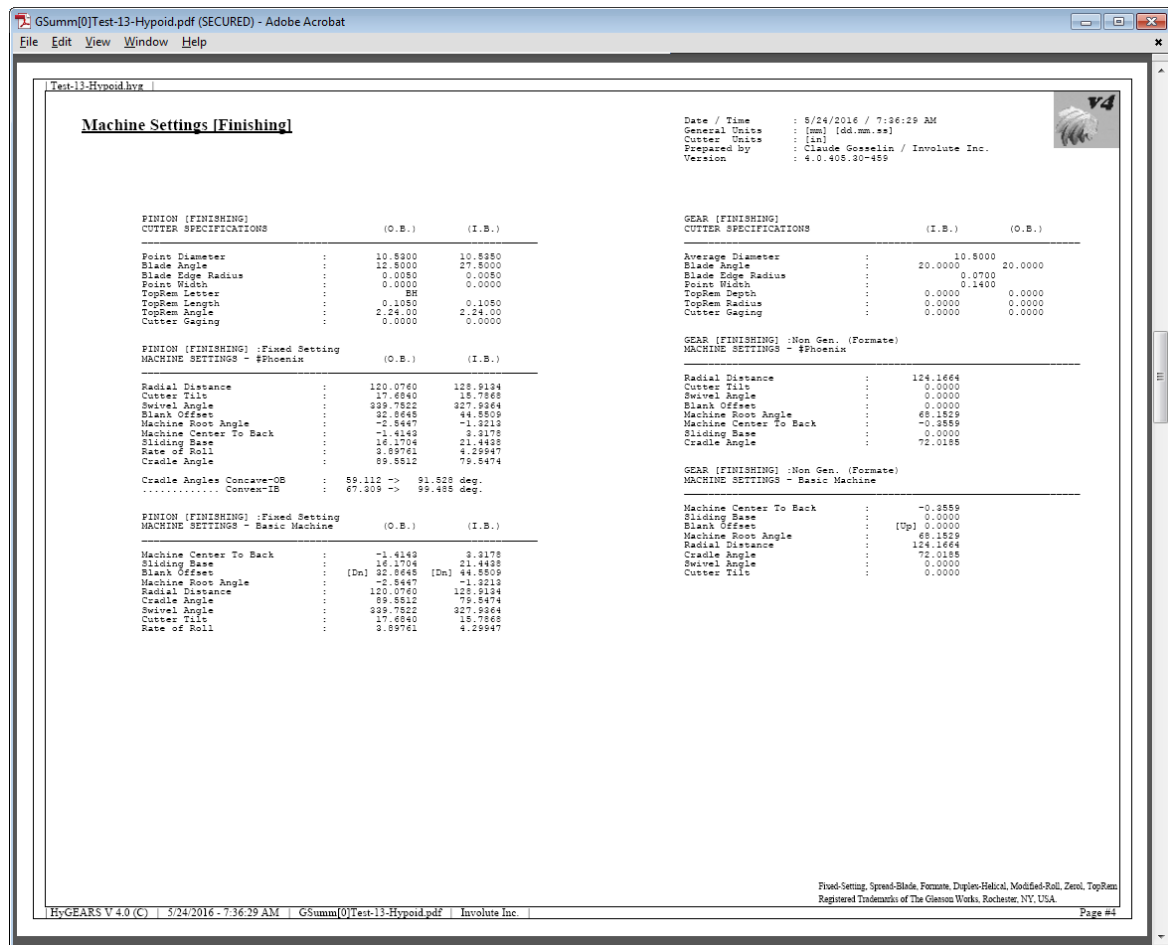 GSumm[0]Test-13-Hypoid.pdf (SECURED) - Adobe Acrobat
File Edit View Window Help
| Test-13-Hypoid.hyg |
Machine Settings [Finishing]
Date / Time : 5/24/2016 / 7:36:29 AM
General Units : [mm] [dd.mm.ss]
Cutter Units : [in]
Prepared by : Claude Gosselin / Involute Inc.
Version : 4.0.405.30-459
V4
PINION [FINISHING]
CUTTER SPECIFICATIONS (O.B.) (I.B.)
Point Diameter : 10.5300 10.5350
Blade Angle : 12.5000 27.5000
Blade Edge Radius : 0.0050 0.0050
Point Width : 0.0000 0.0000
TopRem Letter : BH
TopRem Length : 0.1050 0.1050
TopRem Angle : 2.24.00 2.24.00
Cutter Gaging : 0.0000 0.0000
PINION [FINISHING] :Fixed Setting
MACHINE SETTINGS - #Phoenix (O.B.) (I.B.)
Radial Distance : 120.0760 128.9134
Cutter Tilt : 17.6840 15.7868
Swivel Angle : 339.7522 327.9364
Blank Offset : 32.8645 44.5509
Machine Root Angle : -2.5447 -1.3213
Machine Center To Back : -1.4143 3.3178
Sliding Base : 16.1704 21.4438
Rate of Roll : 3.89761 4.29947
Cradle Angle : 89.5512 79.5474
Cradle Angles Concave-OB : 59.112 -> 91.528 deg.
............. Convex-IB : 67.309 -> 99.485 deg.
PINION [FINISHING] :Fixed Setting
MACHINE SETTINGS - Basic Machine (O.B.) (I.B.)
Machine Center To Back : -1.4143 3.3178
Sliding Base : 16.1704 21.4438
Blank Offset : [Dn] 32.8645 [Dn] 44.5509
Machine Root Angle : -2.5447 -1.3213
Radial Distance : 120.0760 128.9134
Cradle Angle : 89.5512 79.5474
Swivel Angle : 339.7522 327.9364
Cutter Tilt : 17.6840 15.7868
Rate of Roll : 3.89761 4.29947
GEAR [FINISHING]
CUTTER SPECIFICATIONS (I.B.) (O.B.)
Average Diameter : 10.5000
Blade Angle : 20.0000 20.0000
Blade Edge Radius : 0.0700
Point Width : 0.1400
TopRem Depth : 0.0000 0.0000
TopRem Radius : 0.0000 0.0000
Cutter Gaging : 0.0000 0.0000
GEAR [FINISHING] :Non Gen. (Formate)
MACHINE SETTINGS - #Phoenix
Radial Distance : 124.1664
Cutter Tilt : 0.0000
Swivel Angle : 0.0000
Blank Offset : 0.0000
Machine Root Angle : 68.1529
Machine Center To Back : -0.3559
Sliding Base : 0.0000
Cradle Angle : 72.0185
GEAR [FINISHING] :Non Gen. (Formate)
MACHINE SETTINGS - Basic Machine
Machine Center To Back : -0.3559
Sliding Base : 0.0000
Blank Offset : [Up] 0.0000
Machine Root Angle : 68.1529
Radial Distance : 124.1664
Cradle Angle : 72.0185
Swivel Angle : 0.0000
Cutter Tilt : 0.0000
Fixed-Setting, Spread-Blade, Formate, Duplex-Helical, Modified-Roll, Zerol, TopRem
Registered Trademarks of The Gleason Works, Rochester, NY, USA.
| HyGEARS V 4.0 (C) | 5/24/2016 - 7:36:29 AM | GSumm[0]Test-13-Hypoid.pdf | Involute Inc. | Page #4